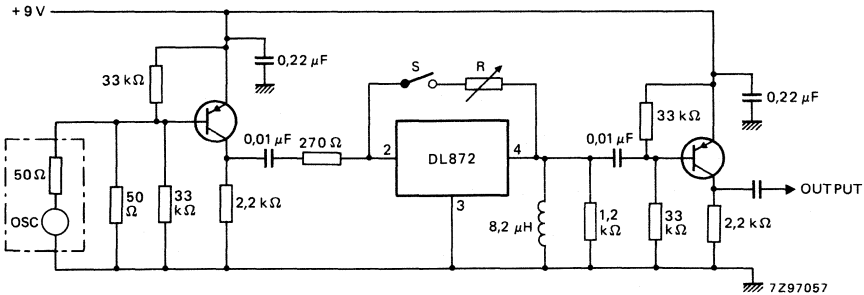 +9 V
33 kΩ
0,22 μF
S
R
33 kΩ
0,22 μF
0,01 μF
270 Ω
2
DL872
4
0,01 μF
50 Ω
OSC
50
Ω
33
kΩ
2,2 kΩ
3
8,2 μH
1,2
kΩ
33
kΩ
2,2 kΩ
OUTPUT
7Z97057